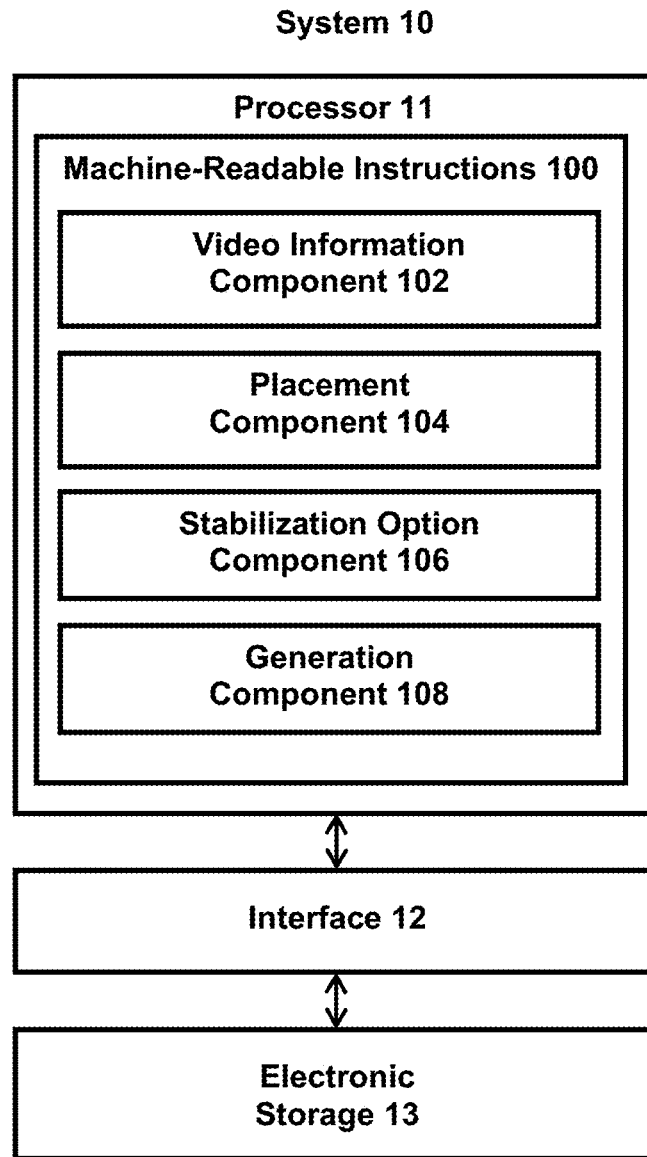 System 10
Processor 11
Machine-Readable Instructions 100
Video Information
Component 102
Placement
Component 104
Stabilization Option
Component 106
Generation
Component 108
Interface 12
Electronic
Storage 13